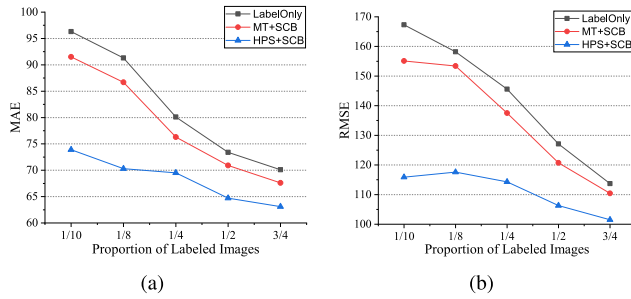 100
95
90
85
80
75
70
65
60
MAE
LabelOnly
MT+SCB
HPS+SCB
1/10 1/8 1/4 1/2 3/4
Proportion of Labeled Images
(a)
170
160
150
140
130
120
110
100
RMSE
LabelOnly
MT+SCB
HPS+SCB
1/10 1/8 1/4 1/2 3/4
Proportion of Labeled Images
(b)